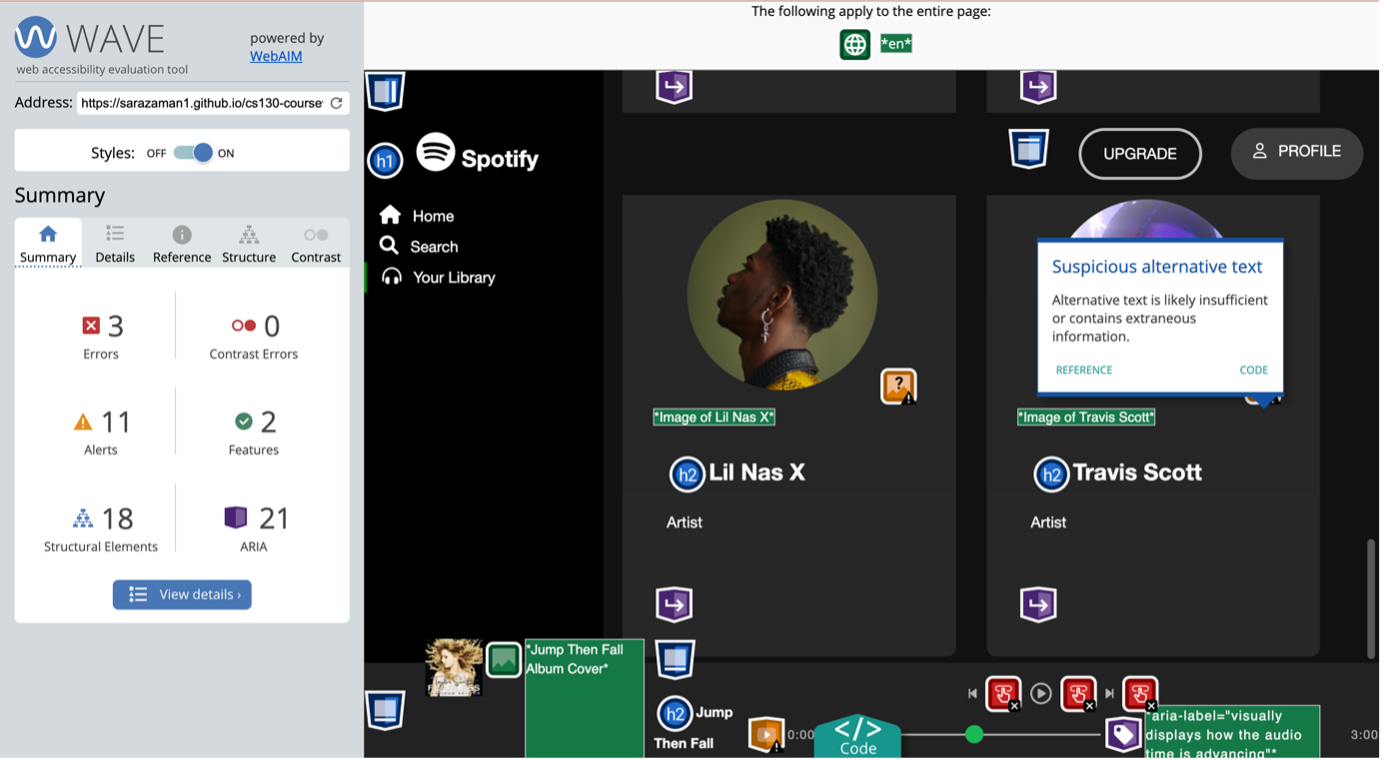 WAVE
powered by
WebAIM
web accessibility evaluation tool
Address: https://sarazaman1.github.io/cs130-course
Styles: OFF ON
Summary
Summary Details Reference Structure Contrast
3
Errors
0
Contrast Errors
11
Alerts
2
Features
18
Structural Elements
21
ARIA
View details ›
The following apply to the entire page:
*en*
h1 Spotify
Home
Search
Your Library
UPGRADE
PROFILE
Suspicious alternative text
Alternative text is likely insufficient
or contains extraneous
information.
REFERENCE CODE
?
*Image of Lil Nas X*
*Image of Travis Scott*
h2 Lil Nas X
h2 Travis Scott
Artist
Artist
*Jump Then Fall
Album Cover*
h2 Jump
Then Fall
0:00
</>
Code
*aria-label="visually
displays how the audio
time is advancing"*
3:00